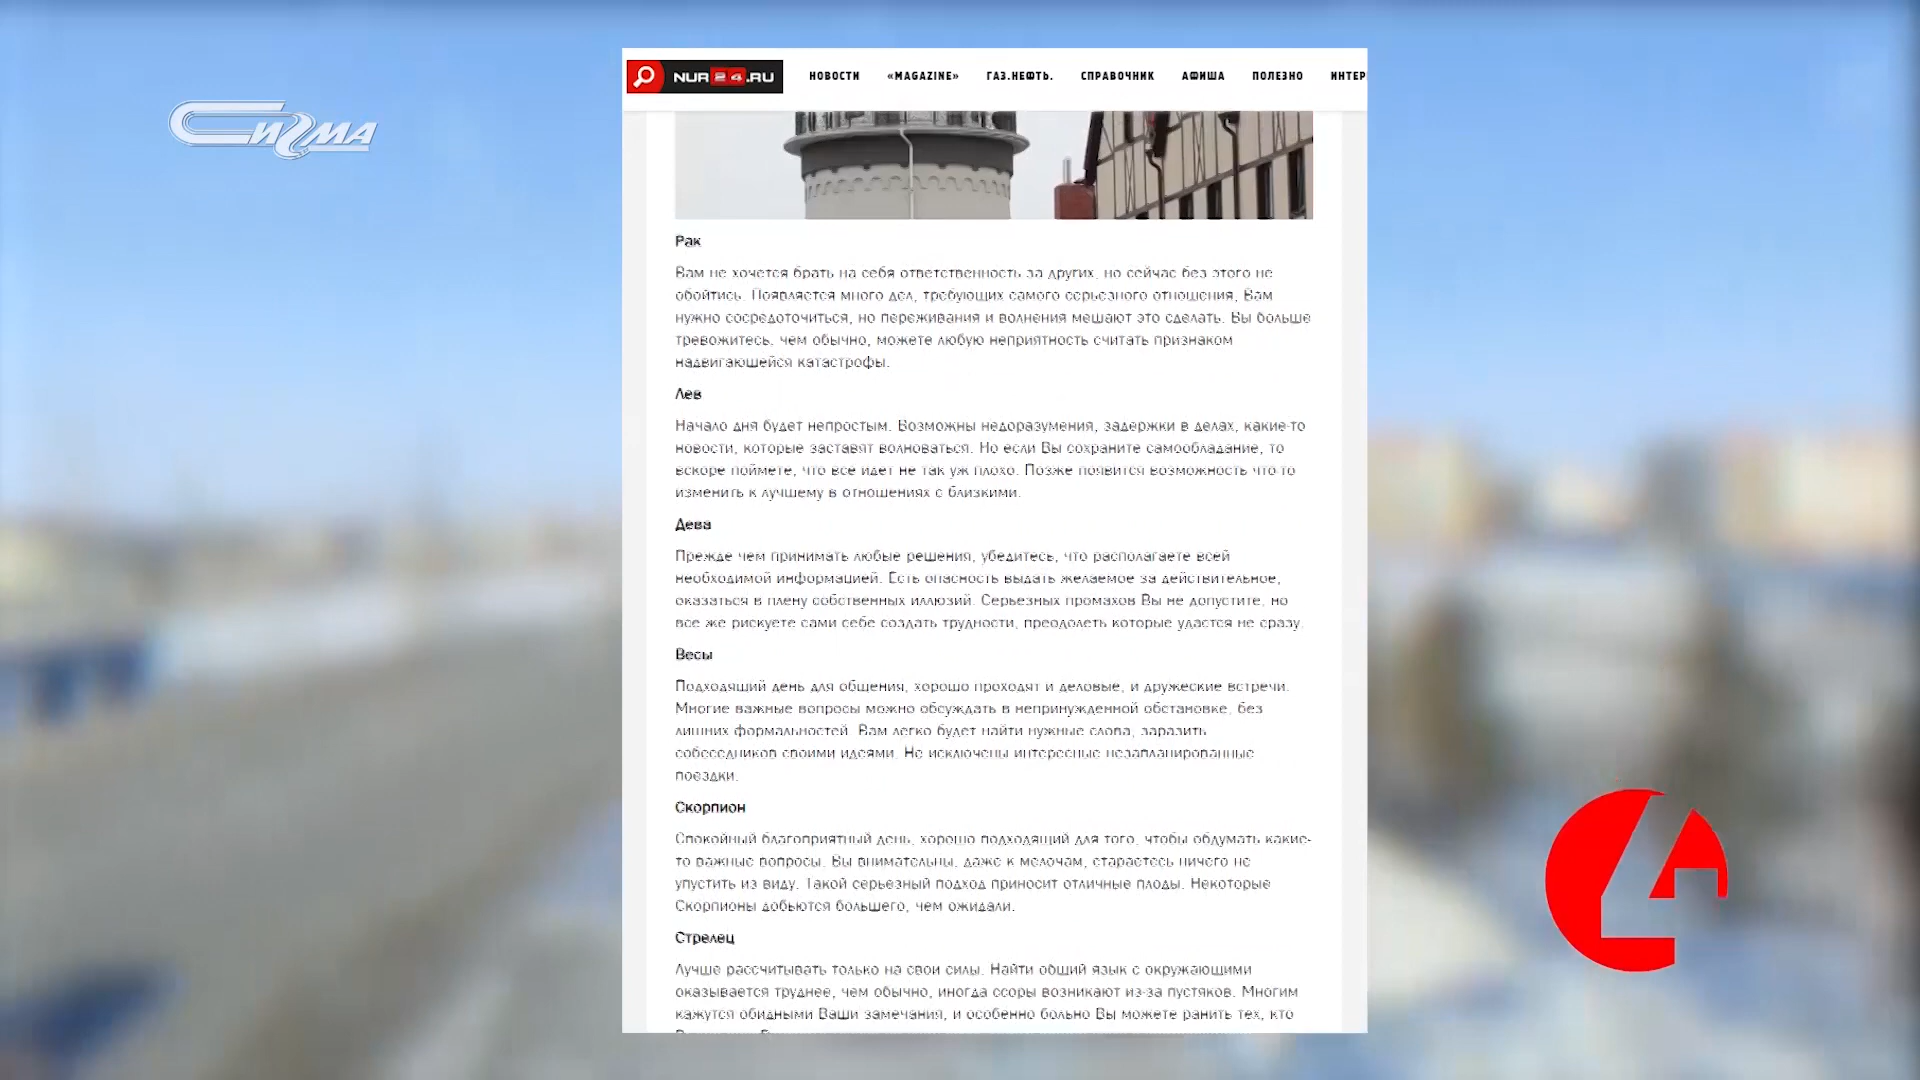 СИГМА
NUR24.RU
НОВОСТИ «MAGAZINE» ГАЗ.НЕФТЬ. СПРАВОЧНИК АФИША ПОЛЕЗНО ИНТЕР
Рак
Вам не хочется брать на себя ответственность за других, но сейчас без этого не
обойтись. Появляется много дел, требующих самого серьезного отношения, Вам
нужно сосредоточиться, но переживания и волнения мешают это сделать. Вы больше
тревожитесь, чем обычно, можете любую неприятность считать признаком
надвигающейся катастрофы.
Лев
Начало дня будет непростым. Возможны недоразумения, задержки в делах, какие-то
новости, которые заставят волноваться. Но если Вы сохраните самообладание, то
вскоре поймете, что все идет не так уж плохо. Позже появится возможность что-то
изменить к лучшему в отношениях с близкими.
Дева
Прежде чем принимать любые решения, убедитесь, что располагаете всей
необходимой информацией. Есть опасность выдать желаемое за действительное,
оказаться в плену собственных иллюзий. Серьезных промахов Вы не допустите, но
все же рискуете сами себе создать трудности, преодолеть которые удастся не сразу.
Весы
Подходящий день для общения, хорошо проходят и деловые, и дружеские встречи.
Многие важные вопросы можно обсуждать в непринужденной обстановке, без
лишних формальностей. Вам легко будет найти нужные слова, заразить
собеседников своими идеями. Не исключены интересные незапланированные
поездки.
Скорпион
Спокойный благоприятный день, хорошо подходящий для того, чтобы обдумать какие-
то важные вопросы. Вы внимательны, даже к мелочам, стараетесь ничего не
упустить из виду. Такой серьезный подход приносит отличные плоды. Некоторые
Скорпионы добьются большего, чем ожидали.
Стрелец
Лучше рассчитывать только на свои силы. Найти общий язык с окружающими
оказывается труднее, чем обычно, иногда ссоры возникают из-за пустяков. Многим
кажутся обидными Ваши замечания, и особенно больно Вы можете ранить тех, кто